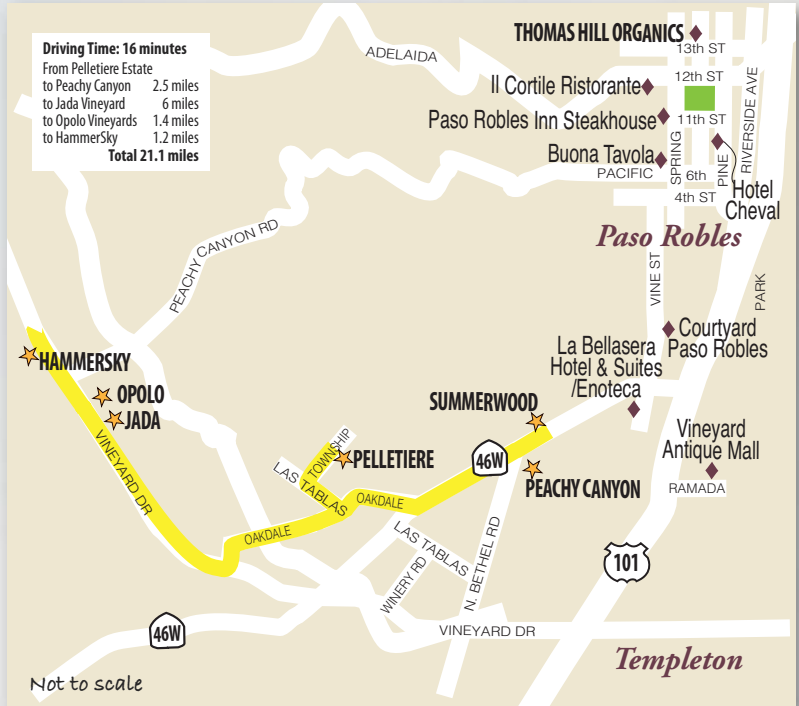 Driving Time: 16 minutes
From Pelletiere Estate
to Peachy Canyon 2.5 miles
to Jada Vineyard 6 miles
to Opolo Vineyards 1.4 miles
to HammerSky 1.2 miles
Total 21.1 miles
ADELAIDA
THOMAS HILL ORGANICS
13th ST
12th ST
Il Cortile Ristorante
11th ST
Paso Robles Inn Steakhouse
Buona Tavola
PACIFIC
SPRING
6th
PINE
RIVERSIDE AVE
4th ST
Hotel
Cheval
Paso Robles
PEACHY CANYON RD
VINE ST
PARK
Courtyard
Paso Robles
La Bellasera
Hotel & Suites
/Enoteca
HAMMERSKY
OPOLO
JADA
SUMMERWOOD
VINEYARD DR
TOWNSHIP
PELLETIERE
LAS TABLAS
46W
PEACHY CANYON
Vineyard
Antique Mall
RAMADA
OAKDALE
OAKDALE
LAS TABLAS
N. BETHEL RD
WINERY RD
101
46W
VINEYARD DR
Templeton
Not to scale